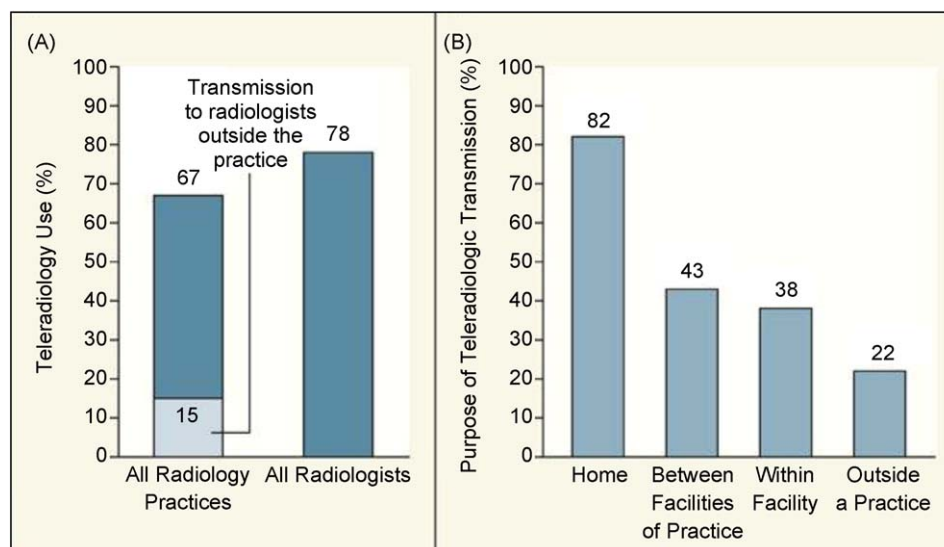 (A)
Teleradiology Use (%)
100
90
80
70
60
50
40
30
20
10
0
Transmission
to radiologists
outside the
practice
67
15
78
All Radiology
Practices
All Radiologists
(B)
Purpose of Teleradiologic Transmission (%)
100
90
80
70
60
50
40
30
20
10
0
82
43
38
22
Home
Between
Facilities
of Practice
Within
Facility
Outside
a Practice